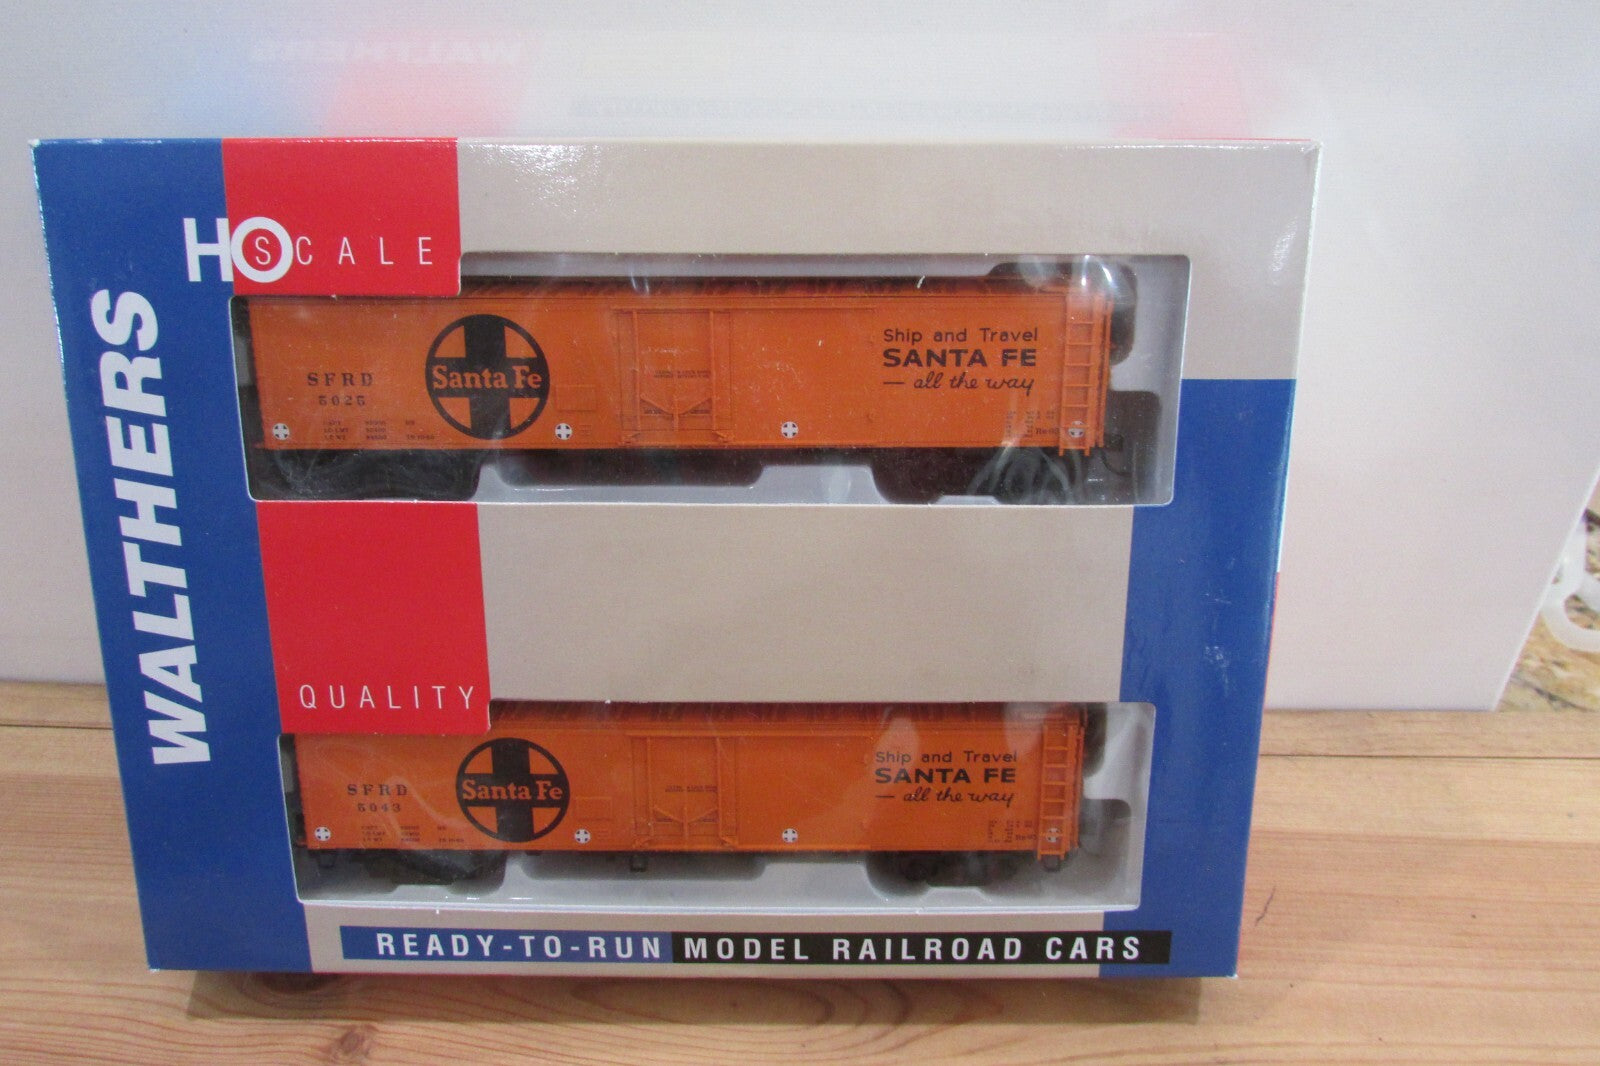 WALTHERS
HO SCALE
SFRD
5025
Santa Fe
Ship and Travel
SANTA FE
— all the way
QUALITY
SFRD
5043
Santa Fe
Ship and Travel
SANTA FE
— all the way
READY-TO-RUN MODEL RAILROAD CARS